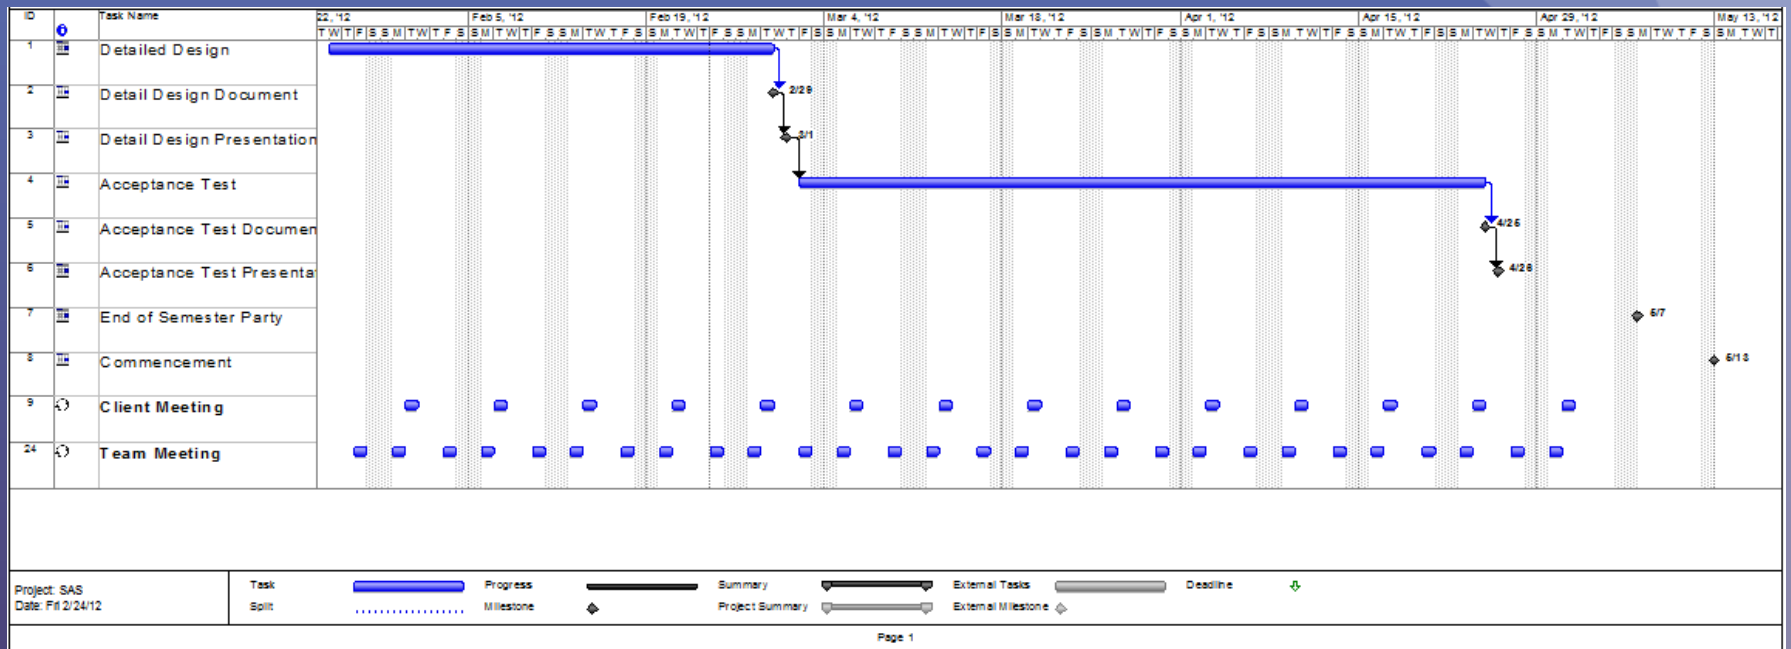 ID Task Name 22, '12 Feb 5, '12 Feb 19, '12 Mar 4, '12 Mar 18, '12 Apr 1, '12 Apr 15, '12 Apr 29, '12 May 13, '12
1 Detailed Design
2 Detail Design Document 2/29
3 Detail Design Presentation 3/1
4 Acceptance Test
5 Acceptance Test Documen 4/25
6 Acceptance Test Presenta 4/26
7 End of Semester Party 5/7
8 Commencement 5/13
9 Client Meeting
24 Team Meeting
Project: SAS
Date: Fri 2/24/12
Task Progress Summary External Tasks Deadline
Split Milestone Project Summary External Milestone
Page 1